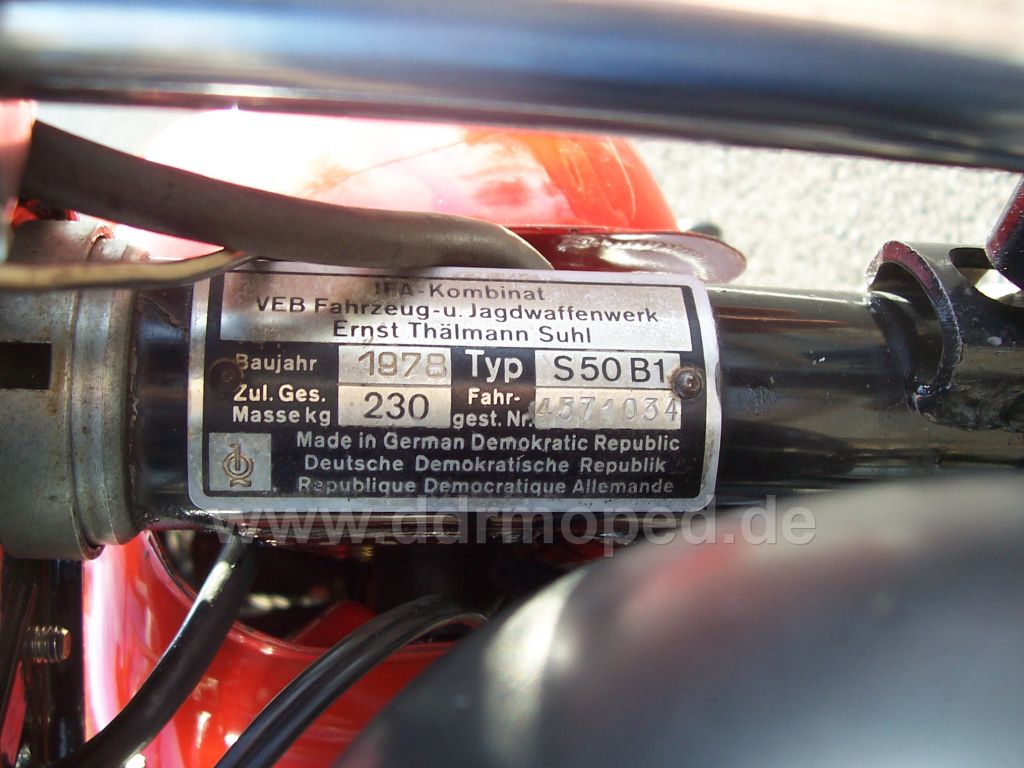 IFA-Kombinat
VEB Fahrzeug-u. Jagdwaffenwerk
Ernst Thälmann Suhl
Baujahr 1978 Typ S50 B1
Zul. Ges. Masse kg 230 Fahr-gest. Nr. 4571034
Made in German Demokratic Republic
Deutsche Demokratische Republik
Republique Democratique Allemande
www.ddrmoped.de